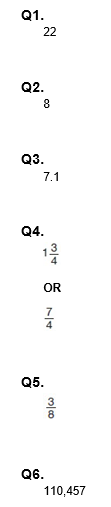 Q1.
22
Q2.
8
Q3.
7.1
Q4.
1 3/4
OR
7/4
Q5.
3/8
Q6.
110,457